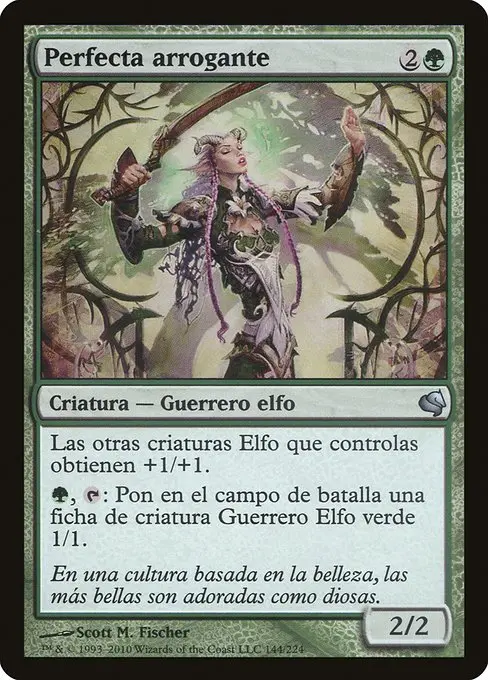 Perfecta arrogante 2
Criatura — Guerrero elfo
Las otras criaturas Elfo que controlas
obtienen +1/+1.
, : Pon en el campo de batalla una
ficha de criatura Guerrero Elfo verde
1/1.
En una cultura basada en la belleza, las
más bellas son adoradas como diosas.
Scott M. Fischer
2/2
™ & © 1993–2010 Wizards of the Coast LLC 144/224